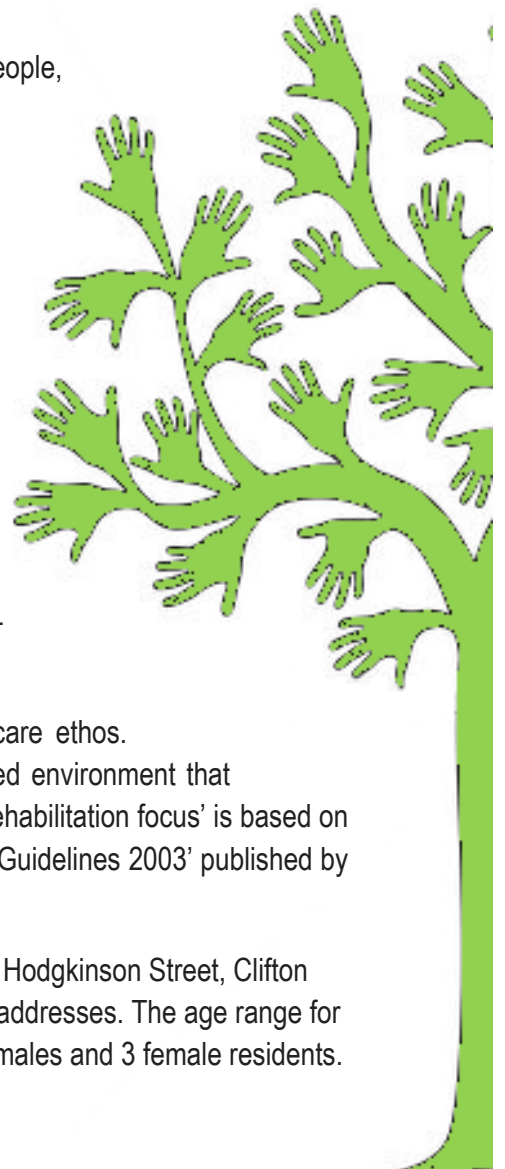 eople,
care ethos.
ed environment that
ehabilitation focus’ is based on
Guidelines 2003’ published by
Hodgkinson Street, Clifton
addresses. The age range for
males and 3 female residents.